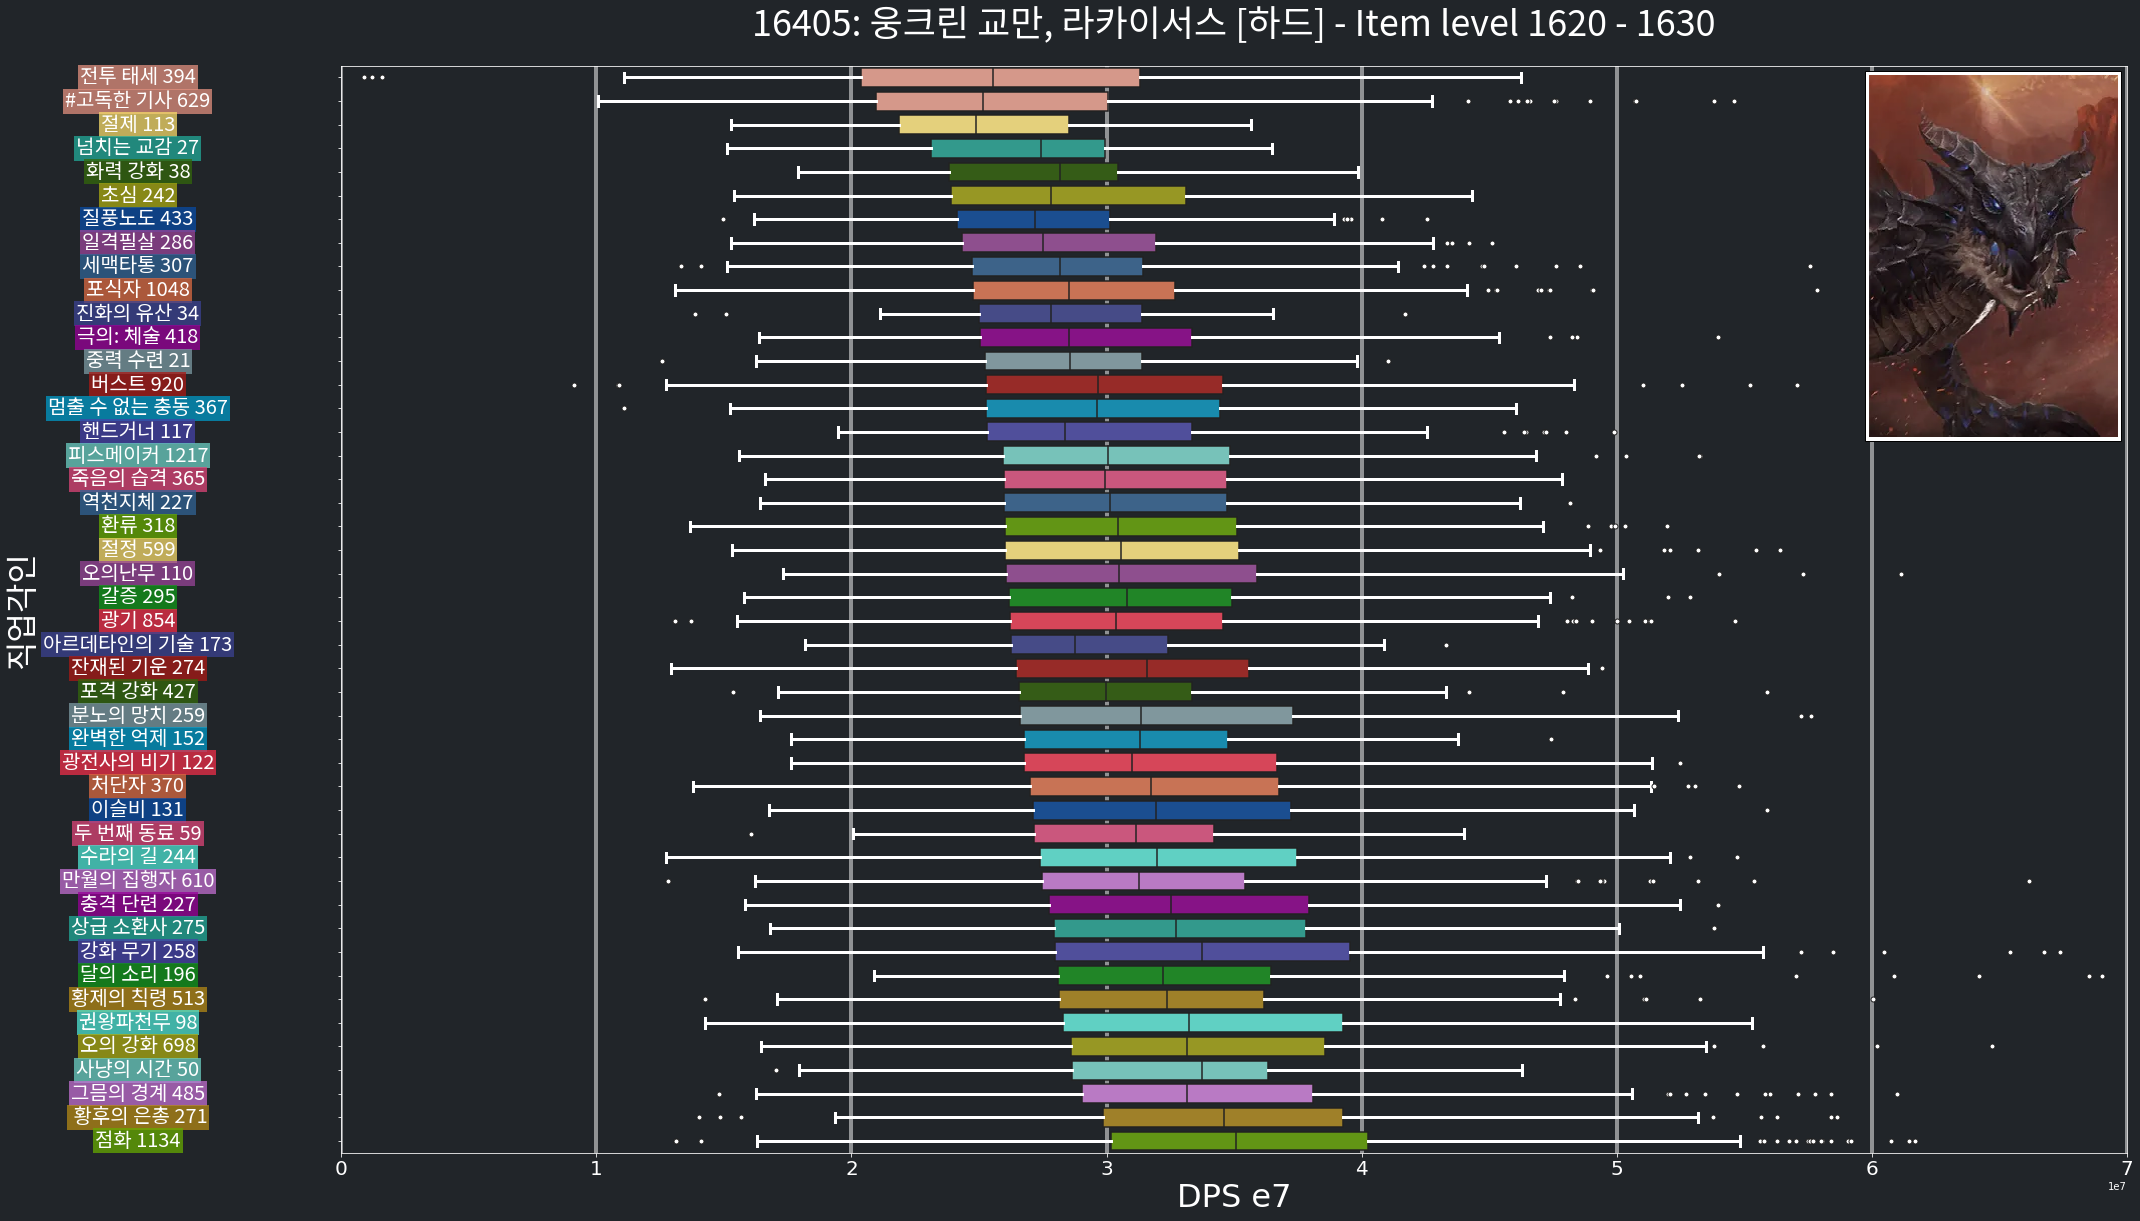 16405: 웅크린 교만, 라카이서스 [하드] - Item level 1620 - 1630
직업각인
전투 태세 394
#고독한 기사 629
절제 113
넘치는 교감 27
화력 강화 38
초심 242
질풍노도 433
일격필살 286
세맥타통 307
포식자 1048
진화의 유산 34
극의: 체술 418
중력 수련 21
버스트 920
멈출 수 없는 충동 367
핸드거너 117
피스메이커 1217
죽음의 습격 365
역천지체 227
환류 318
절정 599
오의난무 110
갈증 295
광기 854
아르데타인의 기술 173
잔재된 기운 274
포격 강화 427
분노의 망치 259
완벽한 억제 152
광전사의 비기 122
처단자 370
이슬비 131
두 번째 동료 59
수라의 길 244
만월의 집행자 610
충격 단련 227
상급 소환사 275
강화 무기 258
달의 소리 196
황제의 칙령 513
권왕파천무 98
오의 강화 698
사냥의 시간 50
그믐의 경계 485
황후의 은총 271
점화 1134
0 1 2 3 4 5 6 7
1e7
DPS e7